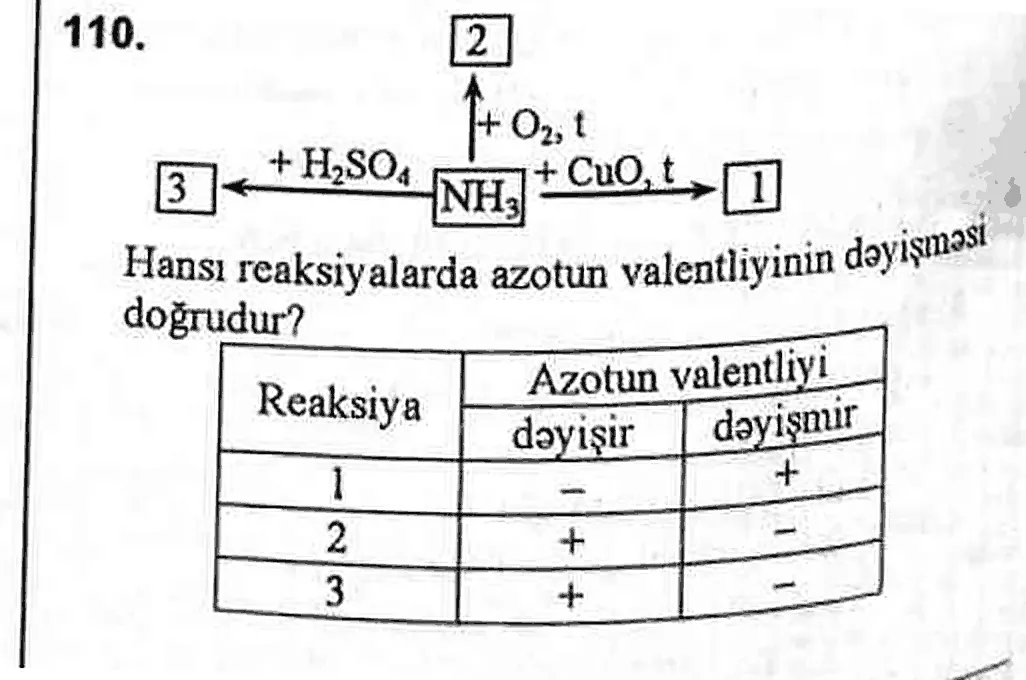 110.
2
+ O₂, t
3
+ H₂SO₄
NH₃
+ CuO, t
1
Hansı reaksiyalarda azotun valentliyinin dəyişməsi
doğrudur?
Reaksiya
Azotun valentliyi
dəyişir
dəyişmir
1 – +
2 + –
3 + –